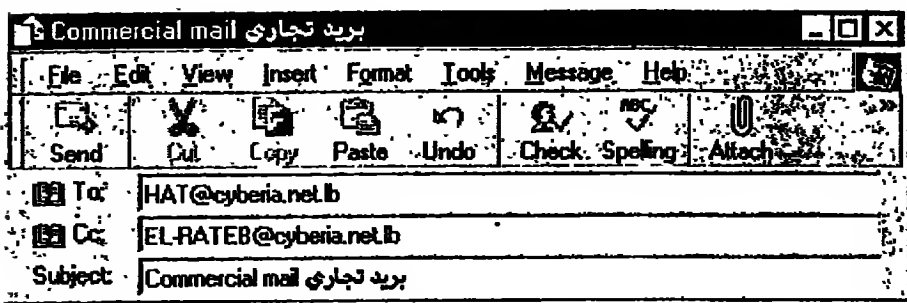 Commercial mail بريد تجاري
File Edit View Insert Format Tools Message Help
Send Cut Copy Paste Undo Check Spelling Attach
To: HAT@cyberia.net.lb
Cc: EL-RATEB@cyberia.net.lb
Subject: Commercial mail بريد تجاري